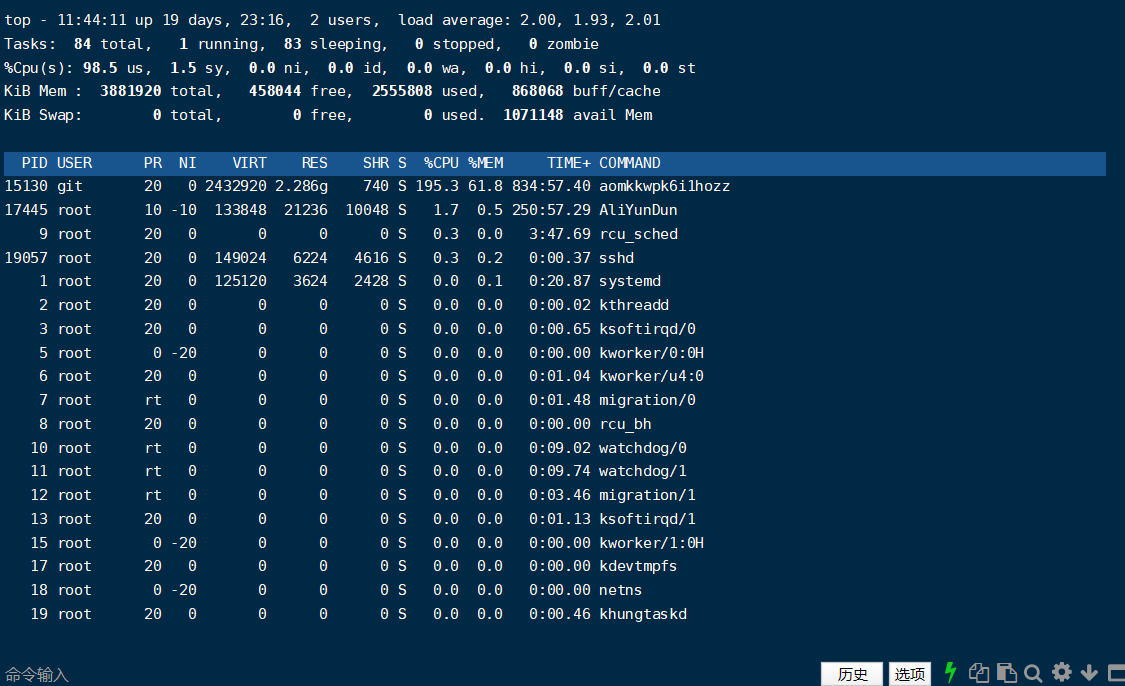 top - 11:44:11 up 19 days, 23:16,  2 users,  load average: 2.00, 1.93, 2.01
Tasks:  84 total,   1 running,  83 sleeping,   0 stopped,   0 zombie
%Cpu(s): 98.5 us,  1.5 sy,  0.0 ni,  0.0 id,  0.0 wa,  0.0 hi,  0.0 si,  0.0 st
KiB Mem :  3881920 total,   458044 free,  2555808 used,   868068 buff/cache
KiB Swap:        0 total,        0 free,        0 used.  1071148 avail Mem
  PID USER      PR  NI    VIRT    RES    SHR S  %CPU %MEM     TIME+ COMMAND
15130 git       20   0 2432920 2.286g    740 S 195.3 61.8 834:57.40 aomkkwpk6i1hozz
17445 root      10 -10  133848  21236  10048 S   1.7  0.5 250:57.29 AliYunDun
    9 root      20   0       0      0      0 S   0.3  0.0   3:47.69 rcu_sched
19057 root      20   0  149024   6224   4616 S   0.3  0.2   0:00.37 sshd
    1 root      20   0  125120   3624   2428 S   0.0  0.1   0:20.87 systemd
    2 root      20   0       0      0      0 S   0.0  0.0   0:00.02 kthreadd
    3 root      20   0       0      0      0 S   0.0  0.0   0:00.65 ksoftirqd/0
    5 root       0 -20       0      0      0 S   0.0  0.0   0:00.00 kworker/0:0H
    6 root      20   0       0      0      0 S   0.0  0.0   0:01.04 kworker/u4:0
    7 root      rt   0       0      0      0 S   0.0  0.0   0:01.48 migration/0
    8 root      20   0       0      0      0 S   0.0  0.0   0:00.00 rcu_bh
   10 root      rt   0       0      0      0 S   0.0  0.0   0:09.02 watchdog/0
   11 root      rt   0       0      0      0 S   0.0  0.0   0:09.74 watchdog/1
   12 root      rt   0       0      0      0 S   0.0  0.0   0:03.46 migration/1
   13 root      20   0       0      0      0 S   0.0  0.0   0:01.13 ksoftirqd/1
   15 root       0 -20       0      0      0 S   0.0  0.0   0:00.00 kworker/1:0H
   17 root      20   0       0      0      0 S   0.0  0.0   0:00.00 kdevtmpfs
   18 root       0 -20       0      0      0 S   0.0  0.0   0:00.00 netns
   19 root      20   0       0      0      0 S   0.0  0.0   0:00.46 khungtaskd
命令输入 历史 选项